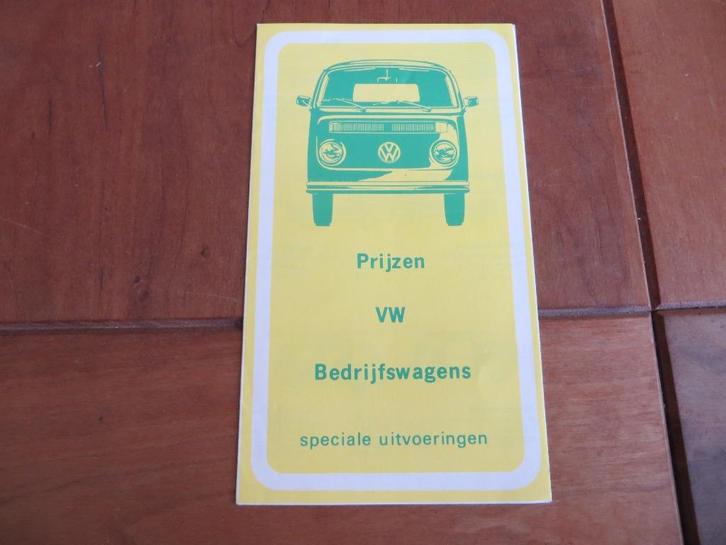 VW
Prijzen
VW
Bedrijfswagens
speciale uitvoeringen